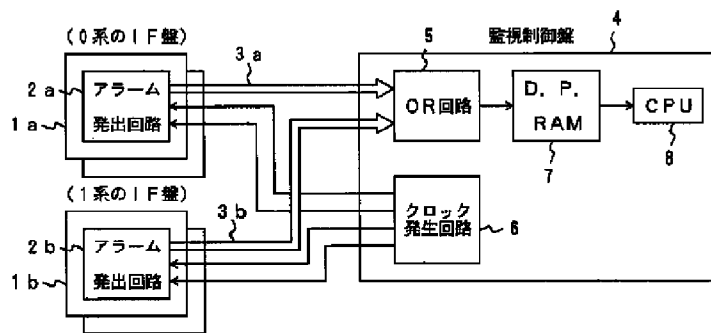 (0系のIF盤)
3a
5
監視制御盤
4
2a
アラーム
発出回路
1a
OR回路
D. P.
RAM
CPU
7
8
(1系のIF盤)
3b
2b
アラーム
発出回路
1b
クロック
発生回路
6